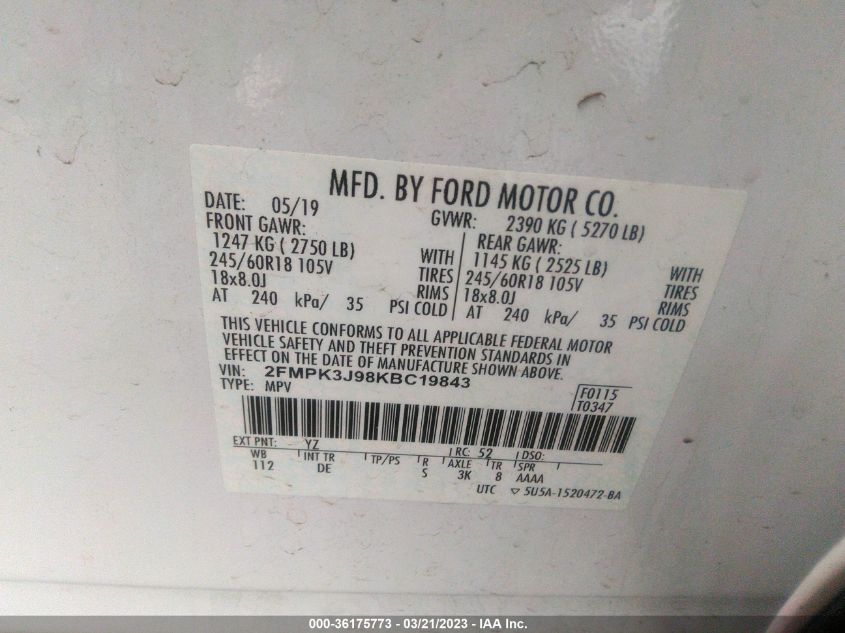 MFD. BY FORD MOTOR CO.
DATE: 05/19 GVWR: 2390 KG ( 5270 LB)
FRONT GAWR: REAR GAWR:
1247 KG ( 2750 LB) WITH 1145 KG ( 2525 LB) WITH
245/60R18 105V TIRES 245/60R18 105V TIRES
18x8.0J RIMS 18x8.0J RIMS
AT 240 kPa/ 35 PSI COLD AT 240 kPa/ 35 PSI COLD
THIS VEHICLE CONFORMS TO ALL APPLICABLE FEDERAL MOTOR
VEHICLE SAFETY AND THEFT PREVENTION STANDARDS IN
EFFECT ON THE DATE OF MANUFACTURE SHOWN ABOVE.
VIN: 2FMPK3J98KBC19843 F0115
TYPE: MPV T0347
EXT PNT: YZ RC: 52 DSO:
WB INT TR TP/PS R AXLE TR SPR
112 DE S 3K 8 AAAA
UTC ▽ 5U5A-1520472-BA
000-36175773 - 03/21/2023 - IAA Inc.